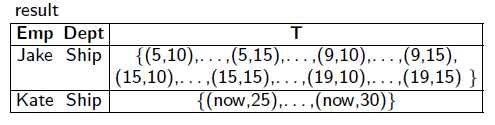 result
Emp Dept T
Jake Ship {(5,10),...,(5,15),...,(9,10),...,(9,15),
(15,10),...,(15,15),...,(19,10),...,(19,15) }
Kate Ship {(now,25),...,(now,30)}